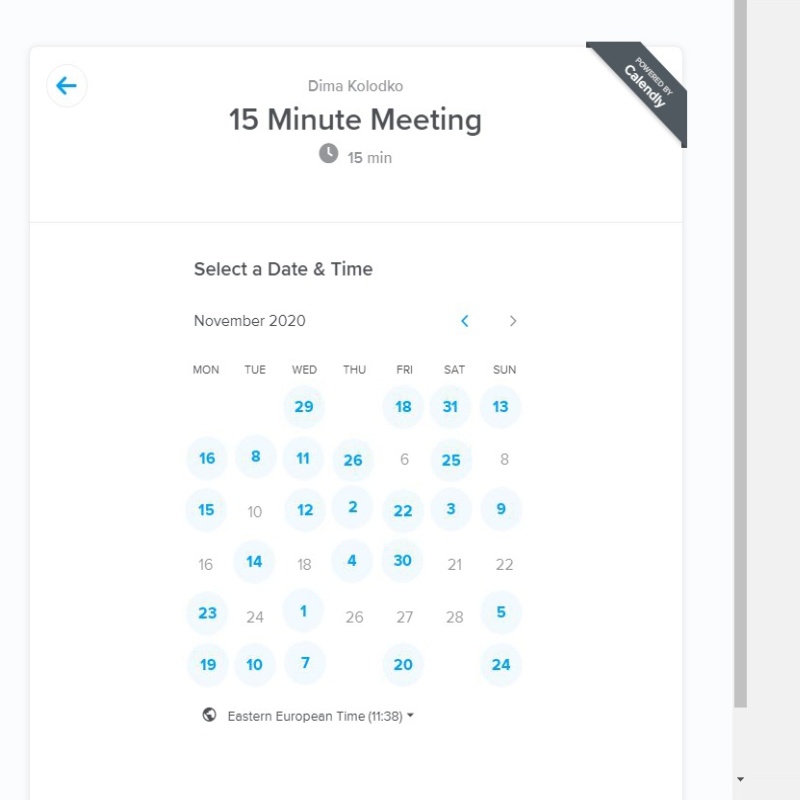 POWERED BY
Calendly
Dima Kolodko
15 Minute Meeting
15 min
Select a Date & Time
November 2020
MON TUE WED THU FRI SAT SUN
29 18 31 13
16 8 11 26 6 25 8
15 10 12 2 22 3 9
16 14 18 4 30 21 22
23 24 1 26 27 28 5
19 10 7 20 24
Eastern European Time (11:38)